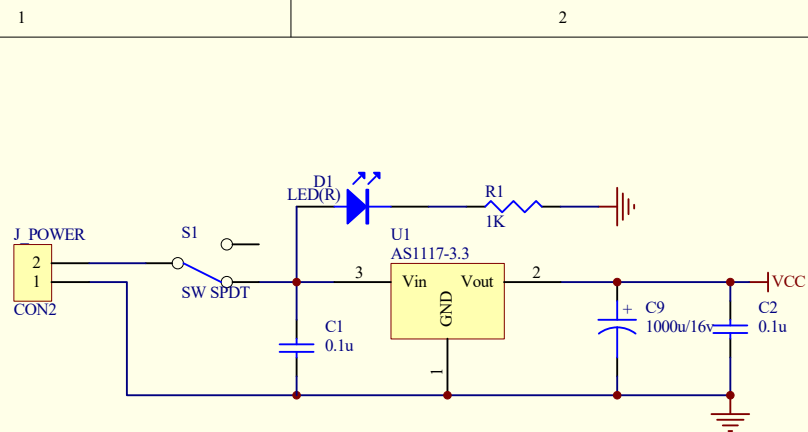 1
2
D1
LED(R)
R1
1K
J_POWER
S1
U1
AS1117-3.3
2
1
3
Vin
Vout
2
GND
VCC
CON2
SW SPDT
C1
0.1u
C9
+
1000u/16v
C2
0.1u
1